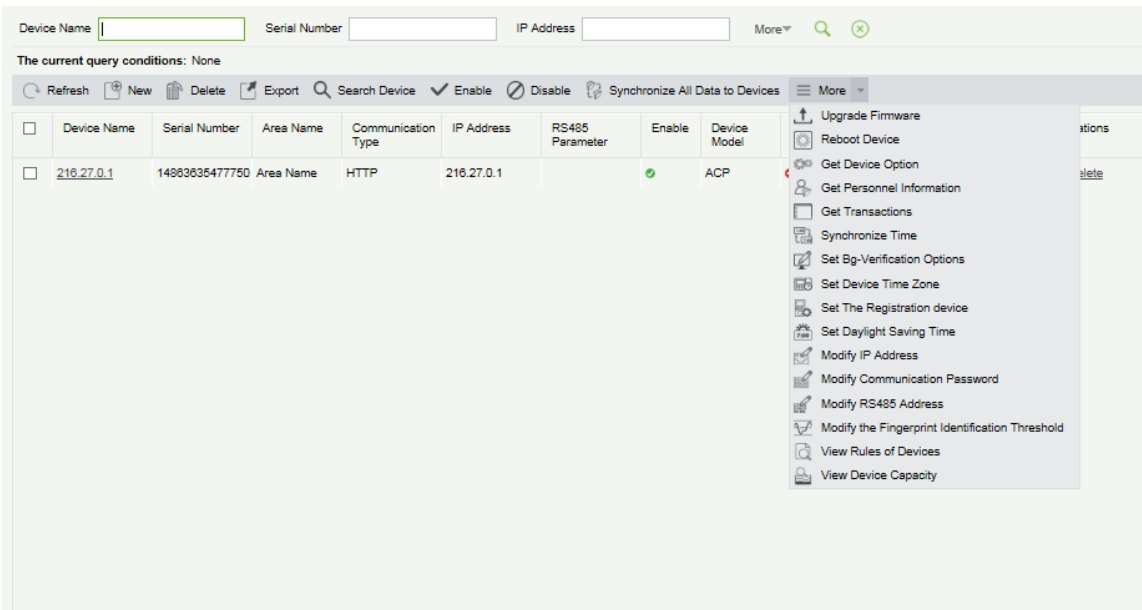 Device Name Serial Number IP Address More
The current query conditions: None
Refresh New Delete Export Search Device Enable Disable Synchronize All Data to Devices More
Device Name Serial Number Area Name Communication Type IP Address RS485 Parameter Enable Device Model ations
216.27.0.1 14863635477750 Area Name HTTP 216.27.0.1 ACP elete
Upgrade Firmware
Reboot Device
Get Device Option
Get Personnel Information
Get Transactions
Synchronize Time
Set Bg-Verification Options
Set Device Time Zone
Set The Registration device
Set Daylight Saving Time
Modify IP Address
Modify Communication Password
Modify RS485 Address
Modify the Fingerprint Identification Threshold
View Rules of Devices
View Device Capacity